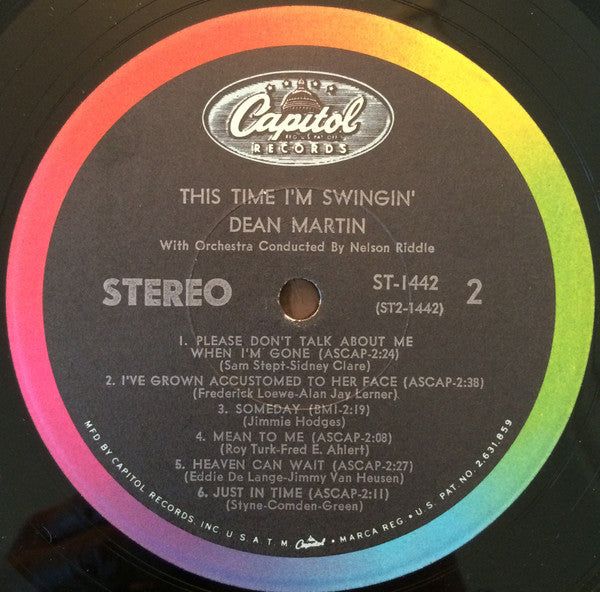 Capitol
REG. U.S. PAT. OFF.
RECORDS
THIS TIME I'M SWINGIN'
DEAN MARTIN
With Orchestra Conducted By Nelson Riddle
STEREO
ST-1442
(ST2-1442)
2
1. PLEASE DON'T TALK ABOUT ME
WHEN I'M GONE (ASCAP-2:24)
(Sam Stept-Sidney Clare)
2. I'VE GROWN ACCUSTOMED TO HER FACE (ASCAP-2:38)
(Frederick Loewe-Alan Jay Lerner)
3. SOMEDAY (BMI-2:19)
(Jimmie Hodges)
4. MEAN TO ME (ASCAP-2:08)
(Roy Turk-Fred E. Ahlert)
5. HEAVEN CAN WAIT (ASCAP-2:27)
(Eddie De Lange-Jimmy Van Heusen)
6. JUST IN TIME (ASCAP-2:11)
(Styne-Comden-Green)
MFD BY CAPITOL RECORDS, INC. U.S.A. T.M. Capitol • MARCA REG. • U.S. PAT. NO. 2,631,859